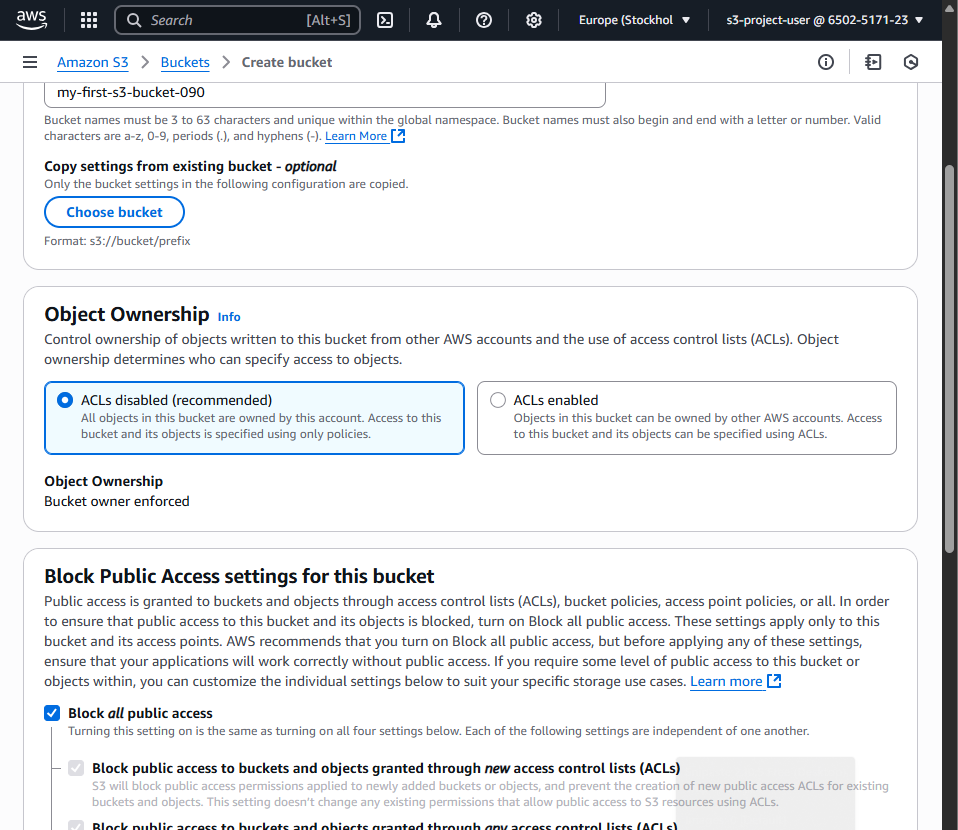 aws
Search [Alt+S] Europe (Stockhol s3-project-user @ 6502-5171-23
Amazon S3 Buckets Create bucket
my-first-s3-bucket-090
Bucket names must be 3 to 63 characters and unique within the global namespace. Bucket names must also begin and end with a letter or number. Valid
characters are a-z, 0-9, periods (.), and hyphens (-). Learn More
Copy settings from existing bucket - optional
Only the bucket settings in the following configuration are copied.
Choose bucket
Format: s3://bucket/prefix
Object Ownership Info
Control ownership of objects written to this bucket from other AWS accounts and the use of access control lists (ACLs). Object
ownership determines who can specify access to objects.
ACLs disabled (recommended)
All objects in this bucket are owned by this account. Access to this
bucket and its objects is specified using only policies.
ACLs enabled
Objects in this bucket can be owned by other AWS accounts. Access
to this bucket and its objects can be specified using ACLs.
Object Ownership
Bucket owner enforced
Block Public Access settings for this bucket
Public access is granted to buckets and objects through access control lists (ACLs), bucket policies, access point policies, or all. In order
to ensure that public access to this bucket and its objects is blocked, turn on Block all public access. These settings apply only to this
bucket and its access points. AWS recommends that you turn on Block all public access, but before applying any of these settings,
ensure that your applications will work correctly without public access. If you require some level of public access to this bucket or
objects within, you can customize the individual settings below to suit your specific storage use cases. Learn more
Block all public access
Turning this setting on is the same as turning on all four settings below. Each of the following settings are independent of one another.
Block public access to buckets and objects granted through new access control lists (ACLs)
S3 will block public access permissions applied to newly added buckets or objects, and prevent the creation of new public access ACLs for existing
buckets and objects. This setting doesn't change any existing permissions that allow public access to S3 resources using ACLs.
Block public access to buckets and objects granted through any access control lists (ACLs)